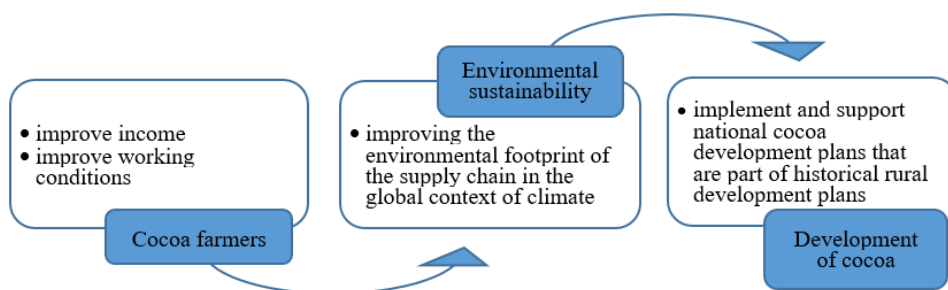 • improve income
• improve working
conditions
Cocoa farmers
Environmental
sustainability
• improving the
environmental footprint of
the supply chain in the
global context of climate
• implement and support
national cocoa
development plans that
are part of historical rural
development plans
Development
of cocoa